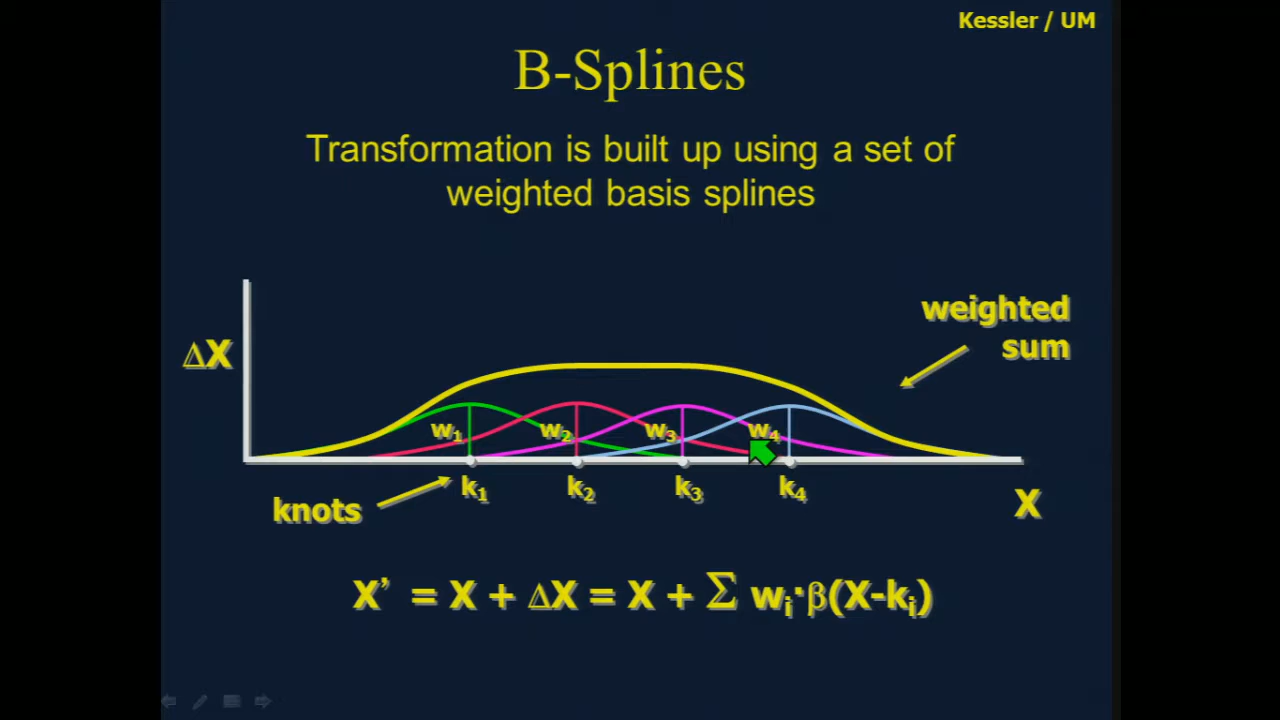 Kessler / UM
B-Splines
Transformation is built up using a set of
weighted basis splines
weighted
sum
ΔX
w₁ w₂ w₃ w₄
k₁ k₂ k₃ k₄
knots
X
X’ = X + ΔX = X + Σ wᵢ·β(X-kᵢ)